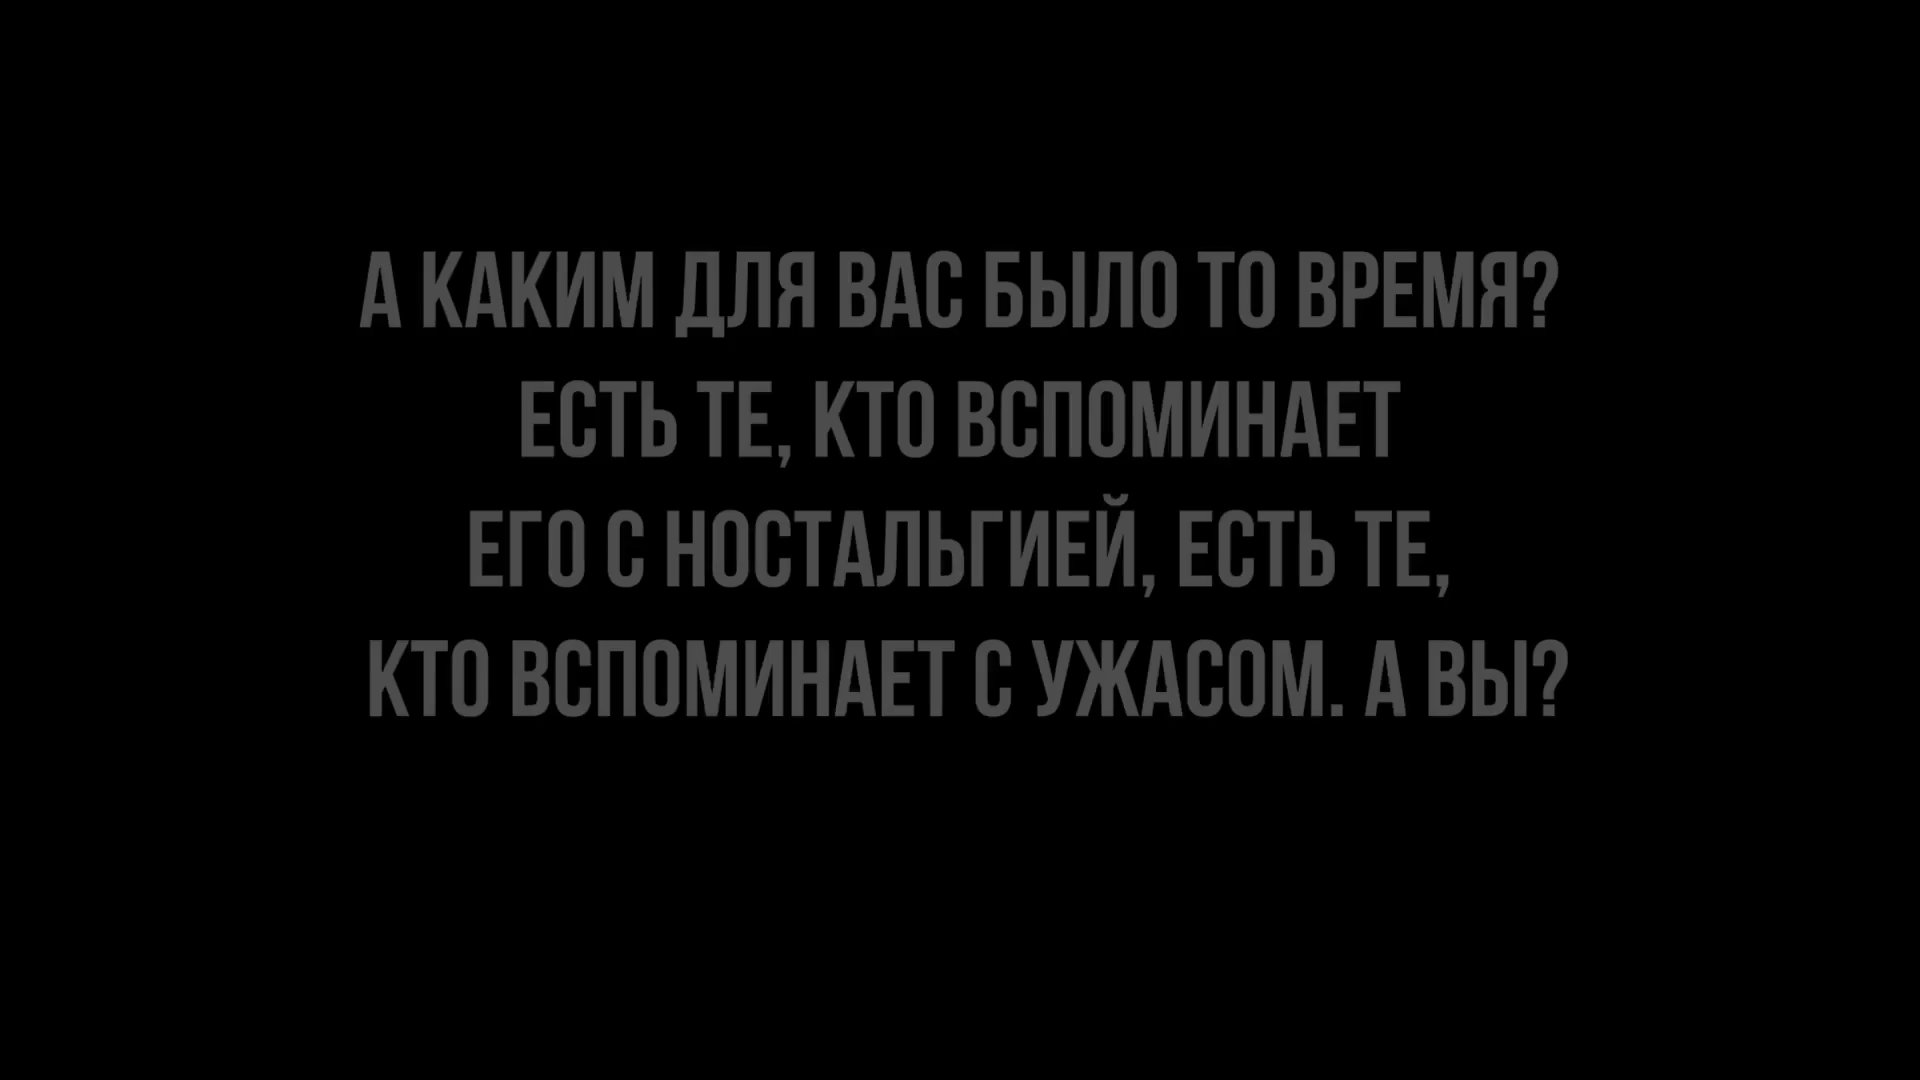 А КАКИМ ДЛЯ ВАС БЫЛО ТО ВРЕМЯ?
ЕСТЬ ТЕ, КТО ВСПОМИНАЕТ
ЕГО С НОСТАЛЬГИЕЙ, ЕСТЬ ТЕ,
КТО ВСПОМИНАЕТ С УЖАСОМ. А ВЫ?